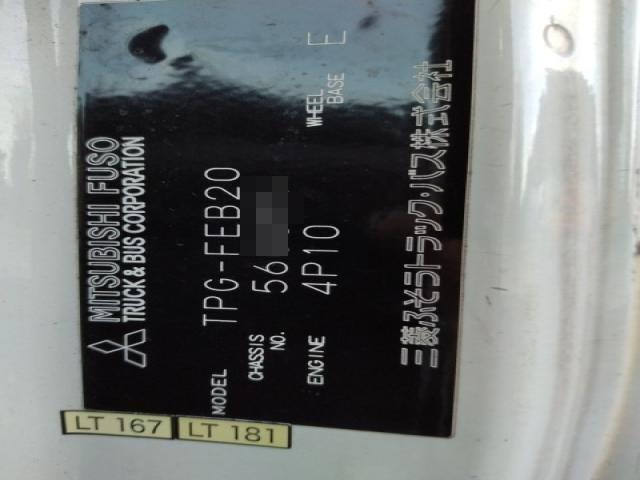 MITSUBISHI FUSO
TRUCK & BUS CORPORATION
MODEL TPG-FEB20
CHASSIS NO. 56
ENGINE 4P10
WHEEL BASE E
三菱ふそうトラック・バス株式会社
LT 167
LT 181